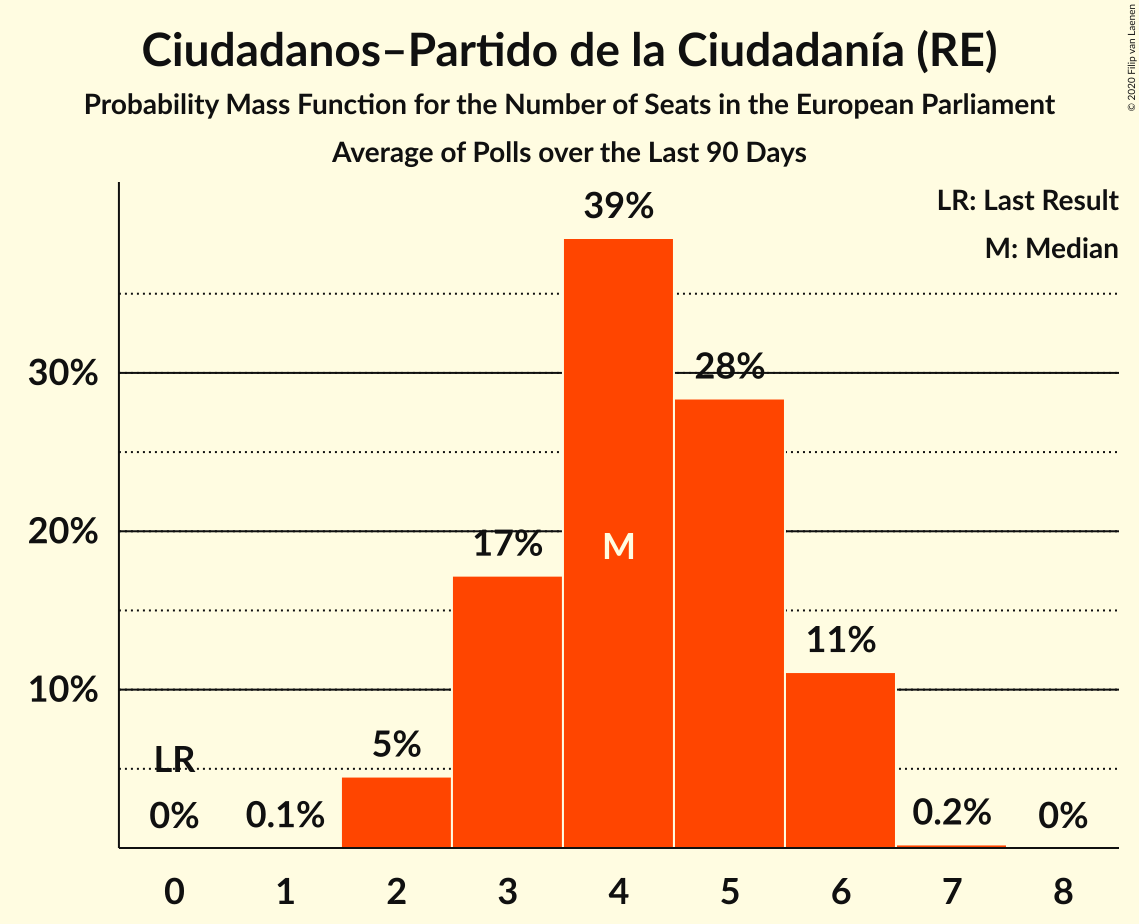 Ciudadanos–Partido de la Ciudadanía (RE)
Probability Mass Function for the Number of Seats in the European Parliament
Average of Polls over the Last 90 Days
© 2020 Filip van Laenen
LR: Last Result
M: Median
39%
30%
28%
20%
17%
M
11%
10%
5%
LR
0%
0.1%
0.2%
0%
0 1 2 3 4 5 6 7 8